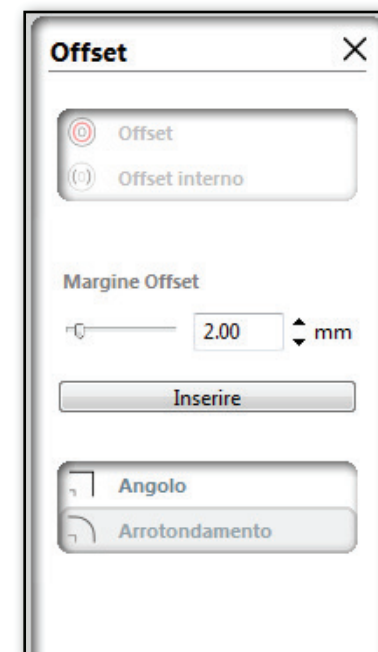 Offset
Offset
Offset interno
Margine Offset
2.00 mm
Inserire
Angolo
Arrotondamento